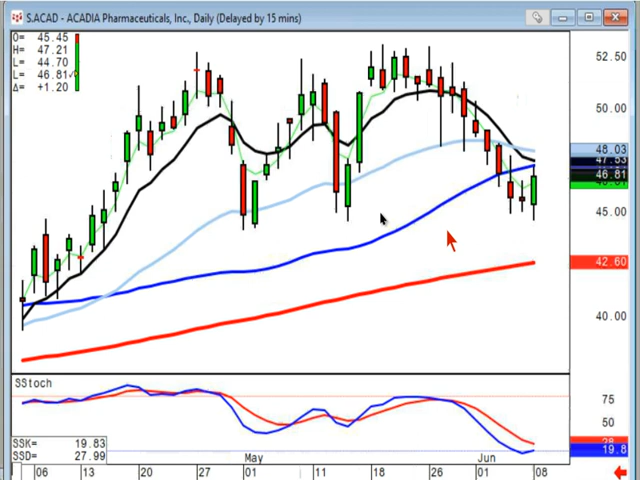 S.ACAD - ACADIA Pharmaceuticals, Inc., Daily (Delayed by 15 mins)
O= 45.45
H= 47.21
L= 44.70
L= 46.81
Δ= +1.20
52.50
50.00
48.03
47.53
46.81
45.00
42.60
40.00
SStoch
75
50
28
19.8
SSK= 19.83
SSD= 27.99
May
Jun
06
13
20
27
01
11
18
26
01
08